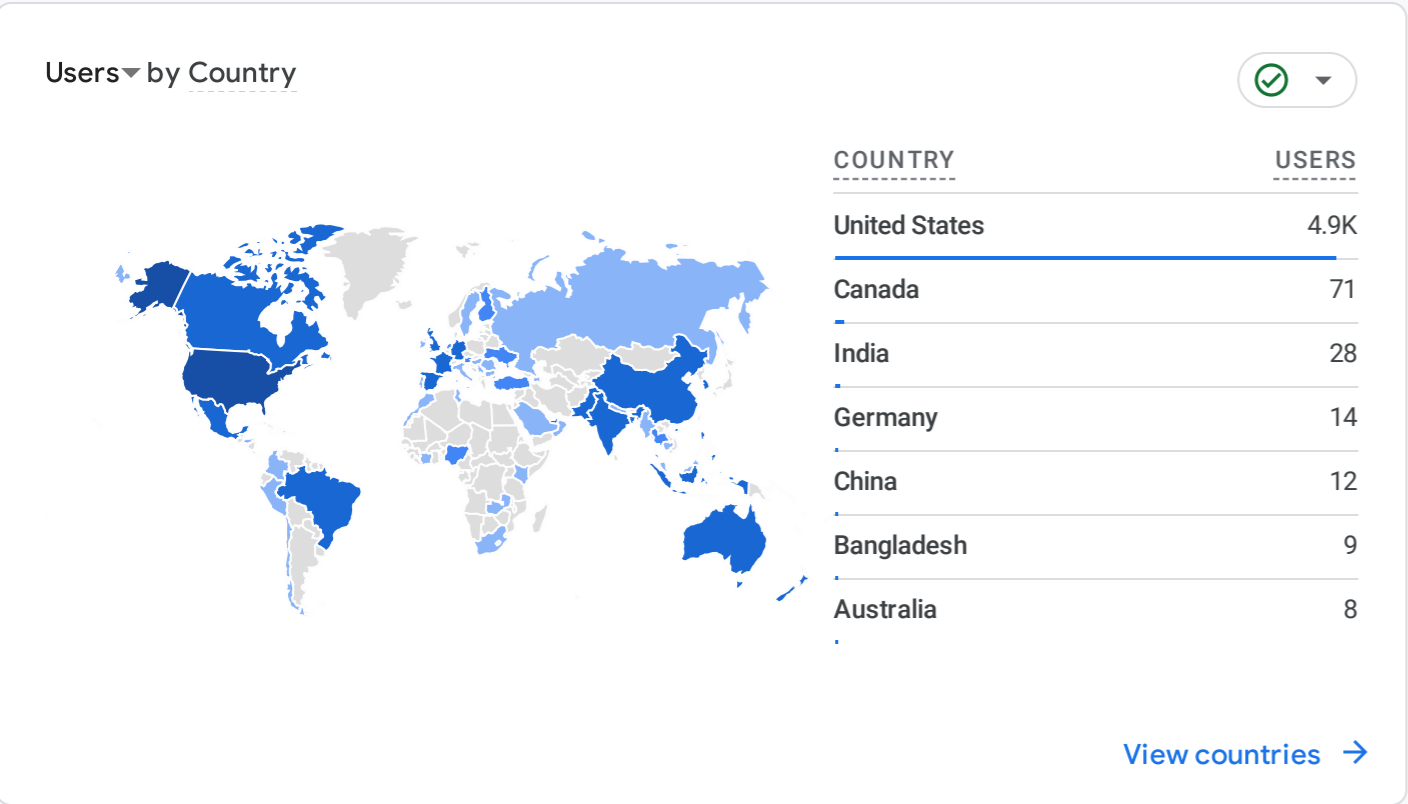 Users by Country
COUNTRY USERS
United States 4.9K
Canada 71
India 28
Germany 14
China 12
Bangladesh 9
Australia 8
View countries